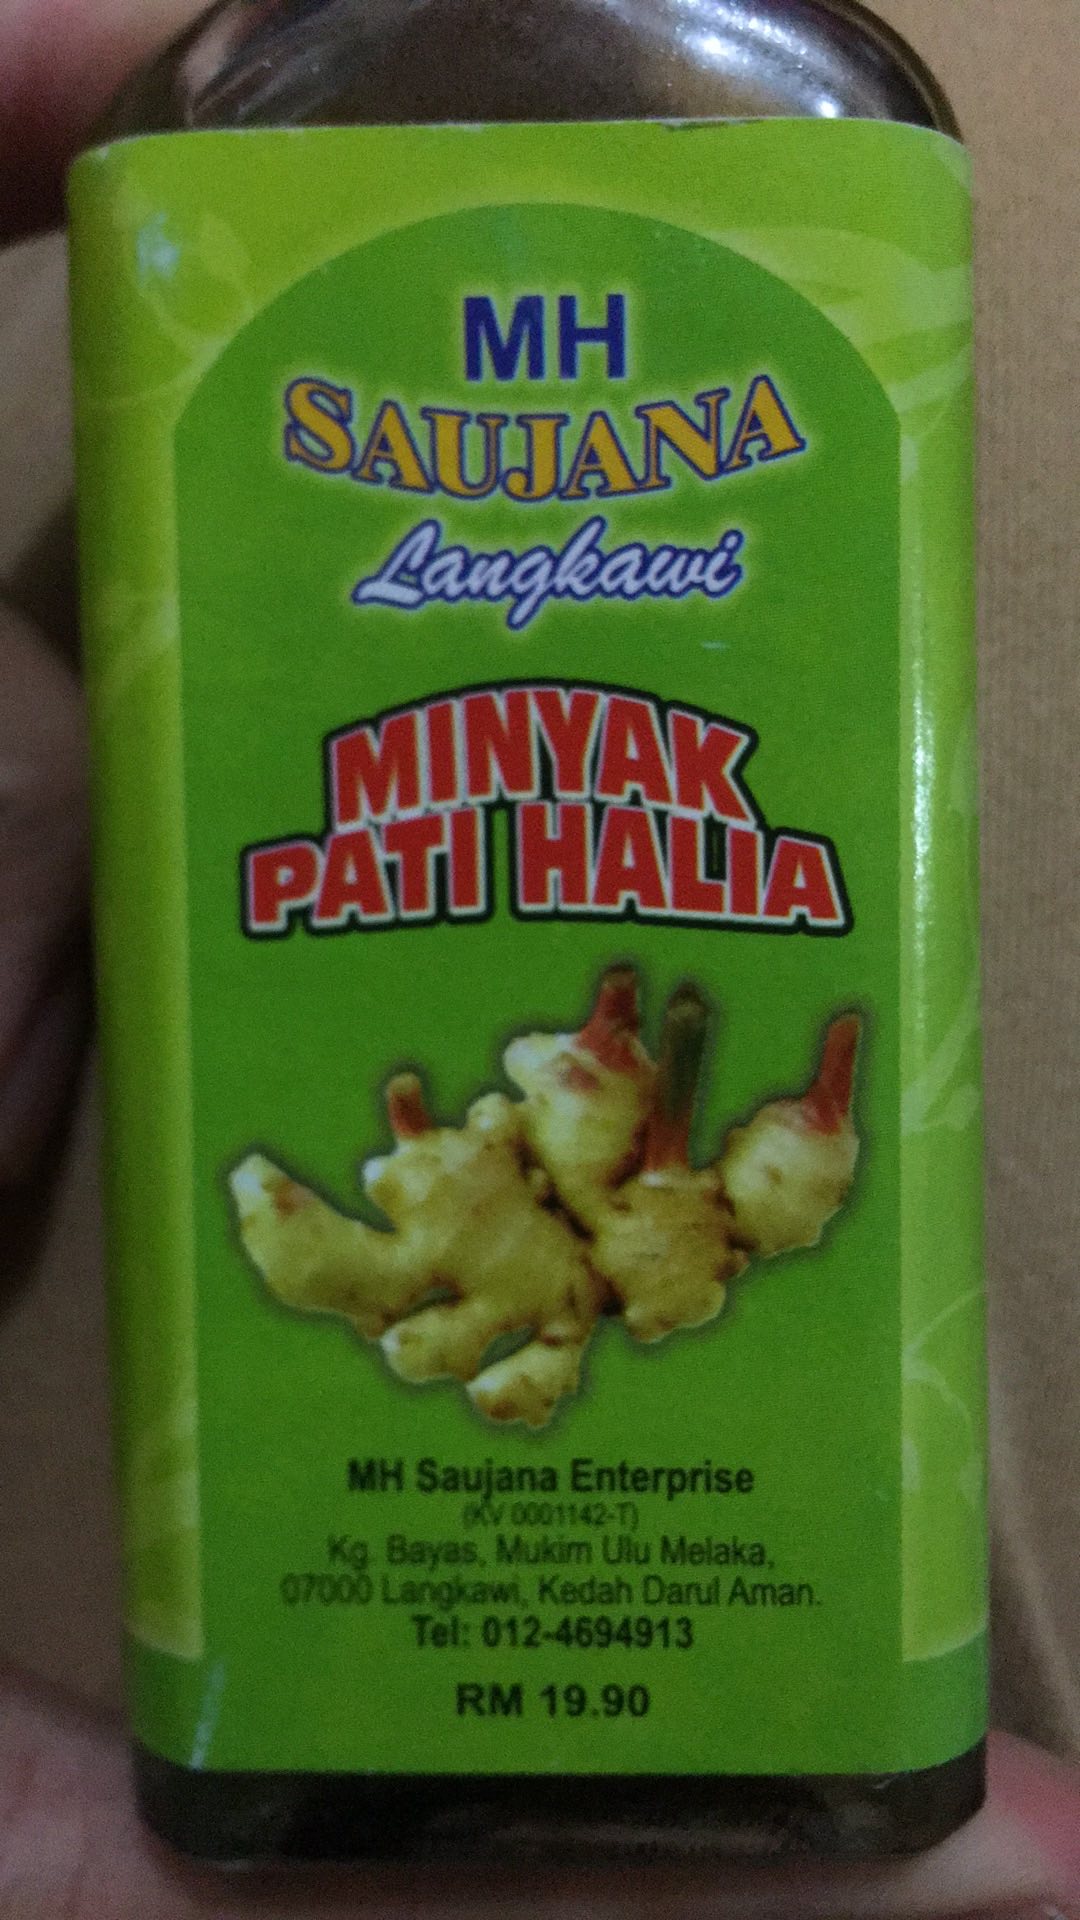 MH
SAUJANA
Langkawi
MINYAK
PATI HALIA
MH Saujana Enterprise
(KV 0001142-T)
Kg. Bayas, Mukim Ulu Melaka,
07000 Langkawi, Kedah Darul Aman.
Tel: 012-4694913
RM 19.90